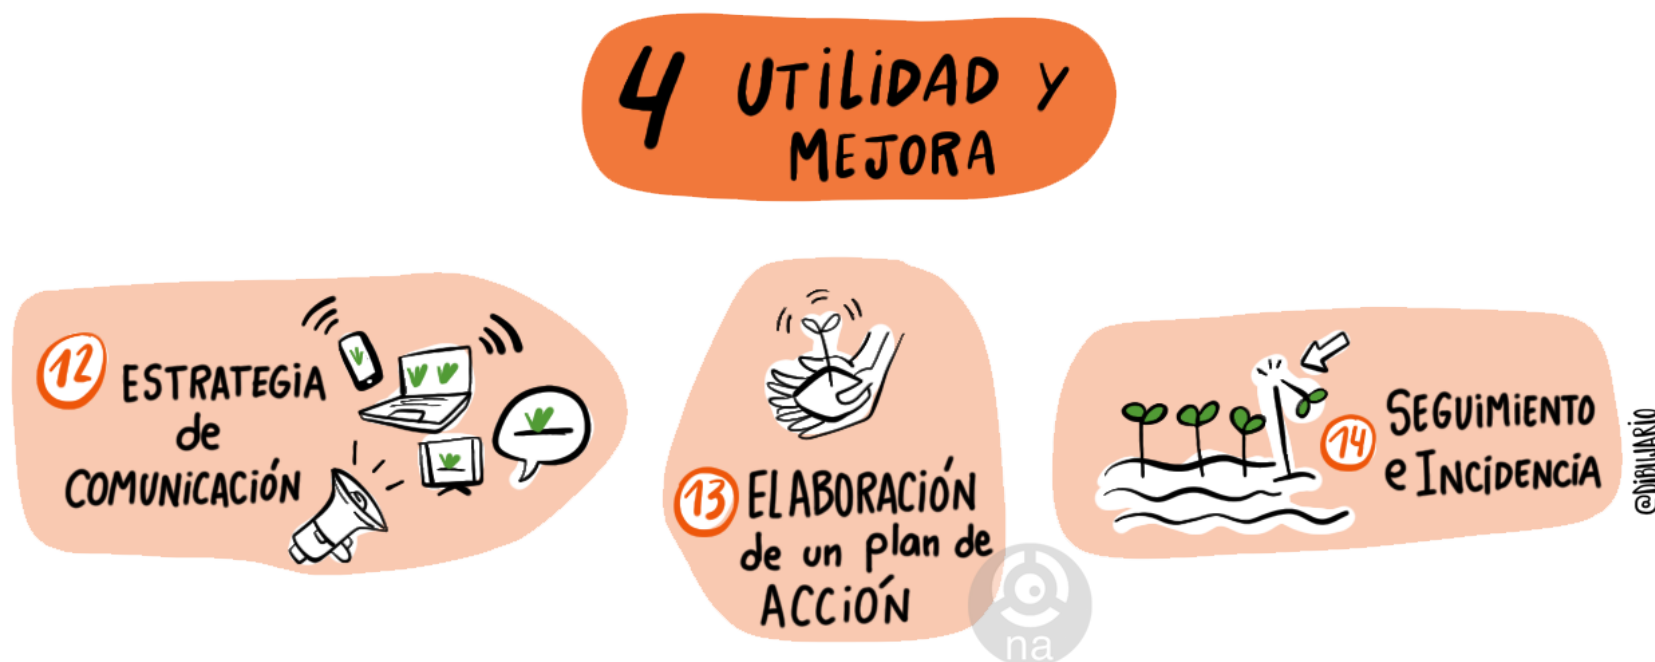 4 UTiLiDAD Y
MEJORA
12 ESTRATEGiA
de
COMUNiCACIÓN
13 ELABORACiÓN
de un plan de
ACCiÓN
14 SEGUiMiENTO
e INCiDENCiA
@DiBUJARiO
na